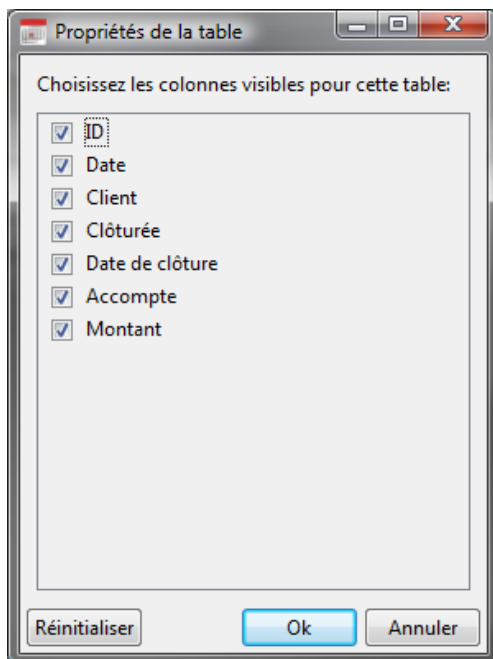 Propriétés de la table
Choisissez les colonnes visibles pour cette table:
ID
Date
Client
Clôturée
Date de clôture
Accompte
Montant
Réinitialiser Ok Annuler